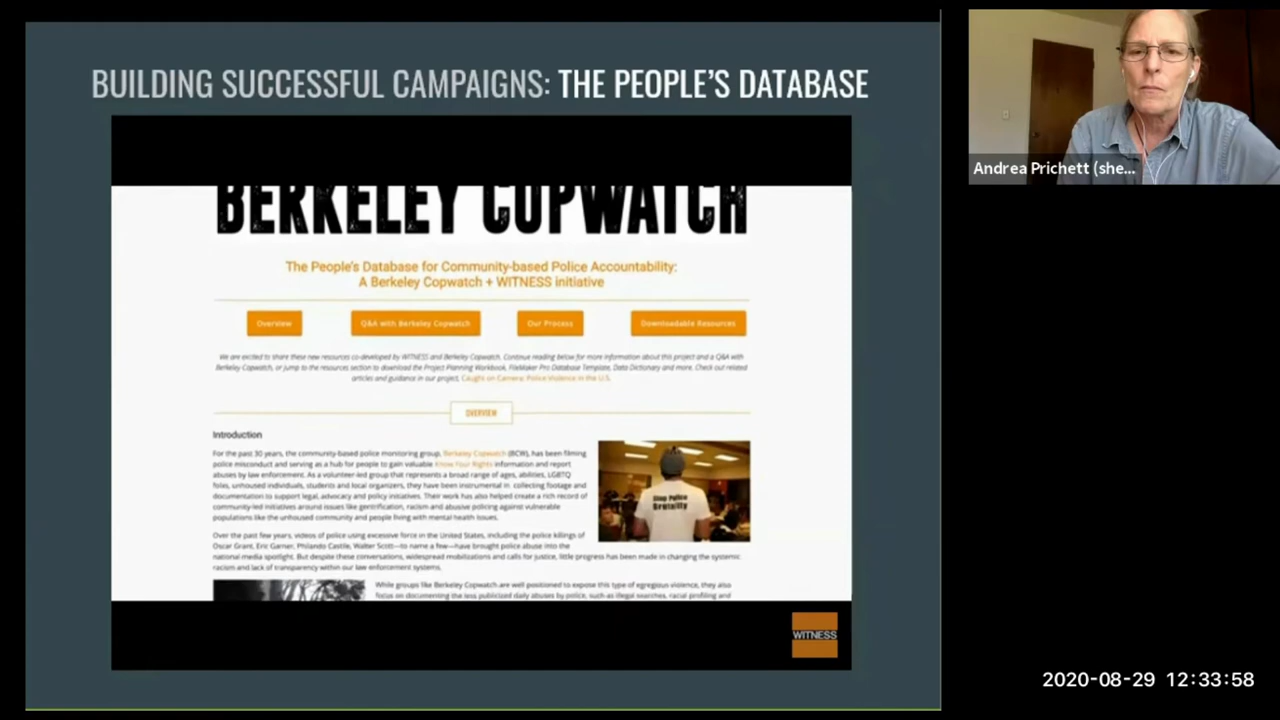 BUILDING SUCCESSFUL CAMPAIGNS: THE PEOPLE'S DATABASE
BERKELEY COPWATCH
The People's Database for Community-based Police Accountability:
A Berkeley Copwatch + WITNESS initiative
Overview
Q&A with Berkeley Copwatch
Our Process
Downloadable Resources
We are excited to share these new resources co-developed by WITNESS and Berkeley Copwatch. Continue reading below for more information about this project and a Q&A with
Berkeley Copwatch, or jump to the resources section to download the Project Planning Workbook, FileMaker Pro Database Template, Data Dictionary and more. Check out related
articles and guidance in our project, Caught on Camera: Police Violence in the U.S.
OVERVIEW
Introduction
For the past 30 years, the community-based police monitoring group, Berkeley Copwatch (BCW), has been filming
police misconduct and serving as a hub for people to gain valuable Know Your Rights information and report
abuses by law enforcement. As a volunteer-led group that represents a broad range of ages, abilities, LGBTQ
folks, unhoused individuals, students and local organizers, they have been instrumental in collecting footage and
documentation to support legal, advocacy and policy initiatives. Their work has also helped create a rich record of
community-led initiatives around issues like gentrification, racism and abusive policing against vulnerable
populations like the unhoused community and people living with mental health issues.
Stop Police
Brutality
Over the past few years, videos of police using excessive force in the United States, including the police killings of
Oscar Grant, Eric Garner, Philando Castile, Walter Scott—to name a few—have brought police abuse into the
national media spotlight. But despite these conversations, widespread mobilizations and calls for justice, little progress has been made in changing the systemic
racism and lack of transparency within our law enforcement systems.
While groups like Berkeley Copwatch are well positioned to expose this type of egregious violence, they also
focus on documenting the less publicized daily abuses by police, such as illegal searches, racial profiling and
WITNESS
Andrea Prichett (she...
2020-08-29 12:33:58